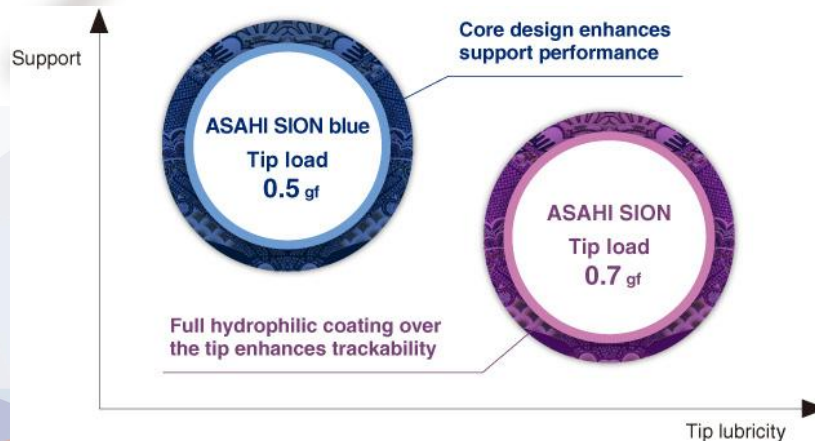 Support
Core design enhances
support performance
ASAHI SION blue
Tip load
0.5 gf
ASAHI SION
Tip load
0.7 gf
Full hydrophilic coating over
the tip enhances trackability
Tip lubricity